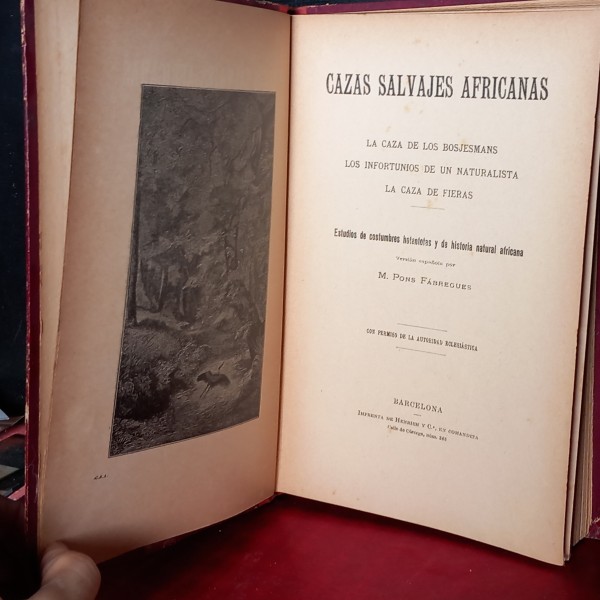 CAZAS SALVAJES AFRICANAS
LA CAZA DE LOS BOSJESMANS
LOS INFORTUNIOS DE UN NATURALISTA
LA CAZA DE FIERAS
Estudios de costumbres hotentotes y de historia natural africana
Versión española por
M. PONS FÁBREGUES
CON PERMISO DE LA AUTORIDAD ECLESIÁSTICA
BARCELONA
IMPRENTA DE HENRICH Y C.ª, EN COMANDITA
Calle de Córcega, núm.